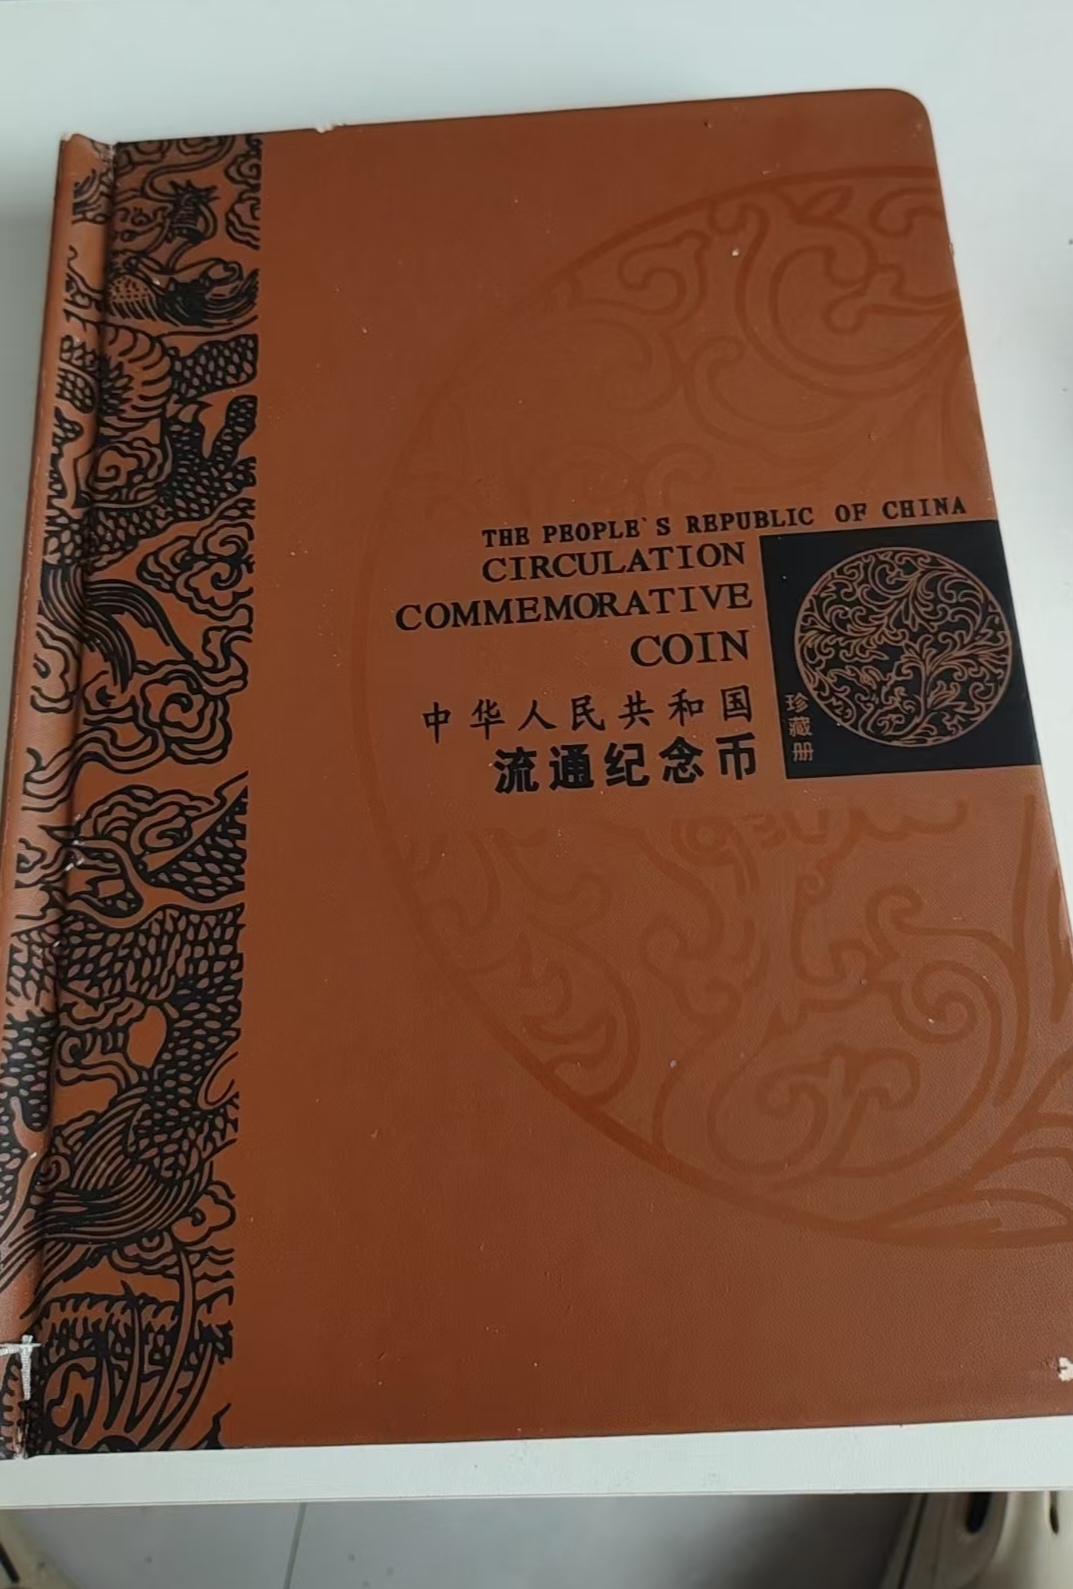 THE PEOPLE`S REPUBLIC OF CHINA
CIRCULATION
COMMEMORATIVE
COIN
中华人民共和国
流通纪念币
珍藏册